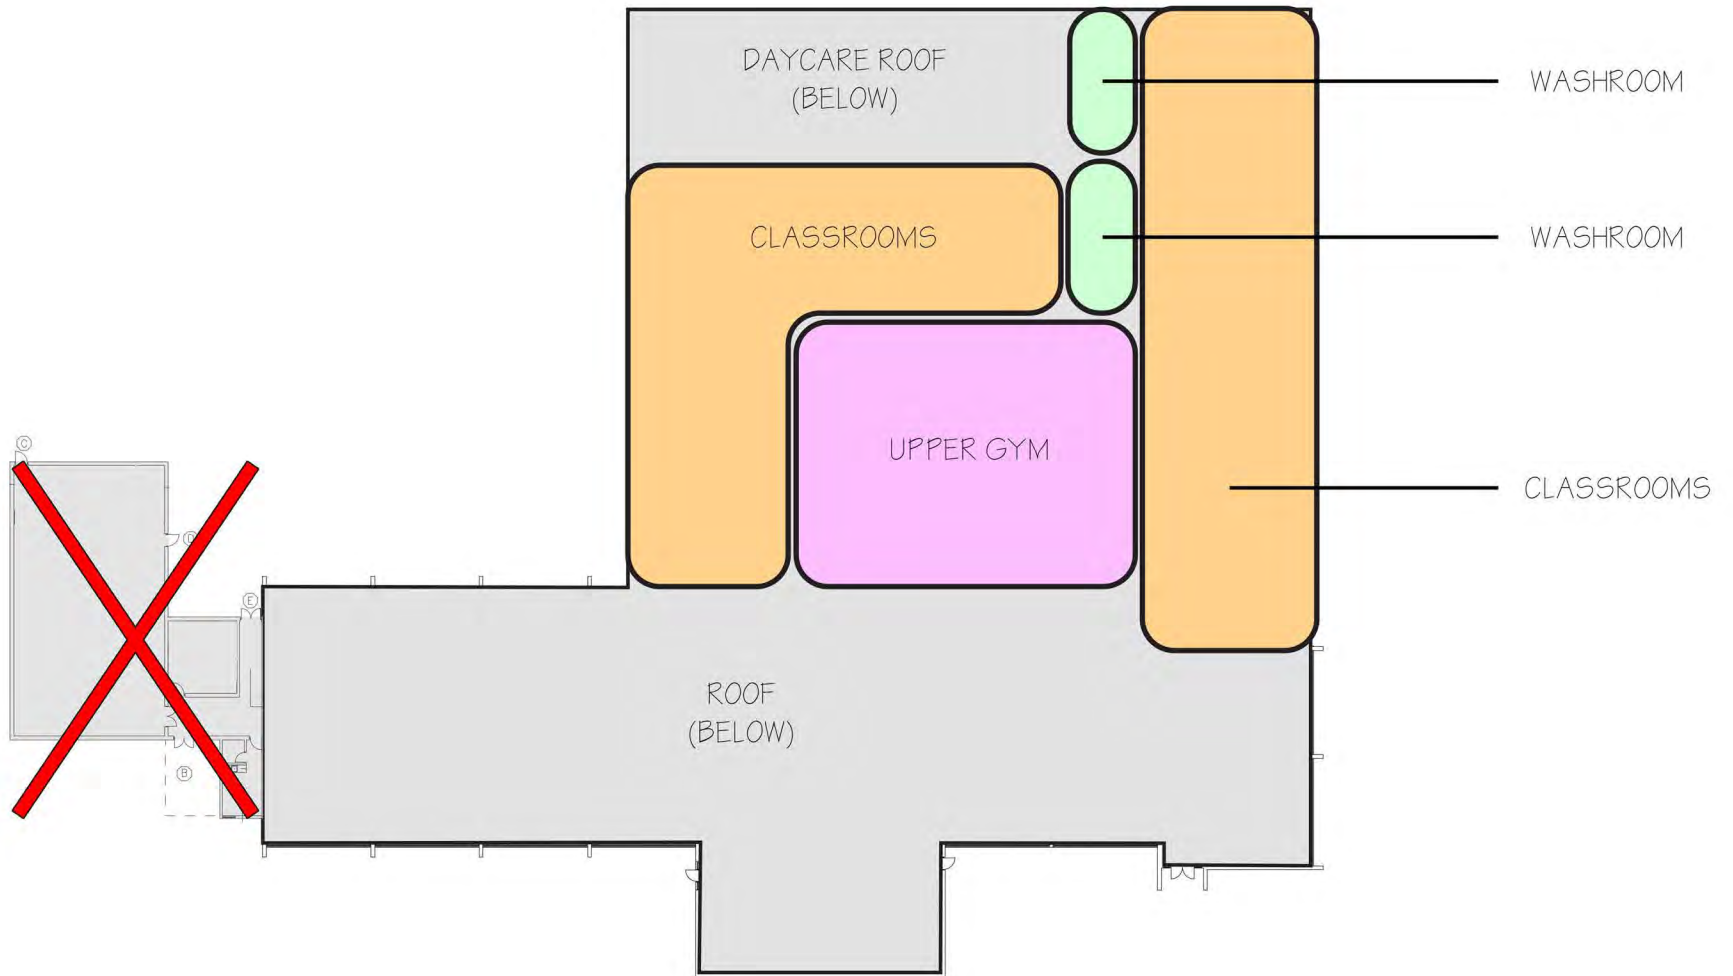 DAYCARE ROOF
(BELOW)
WASHROOM
CLASSROOMS
WASHROOM
UPPER GYM
CLASSROOMS
C
D
E
ROOF
(BELOW)
B